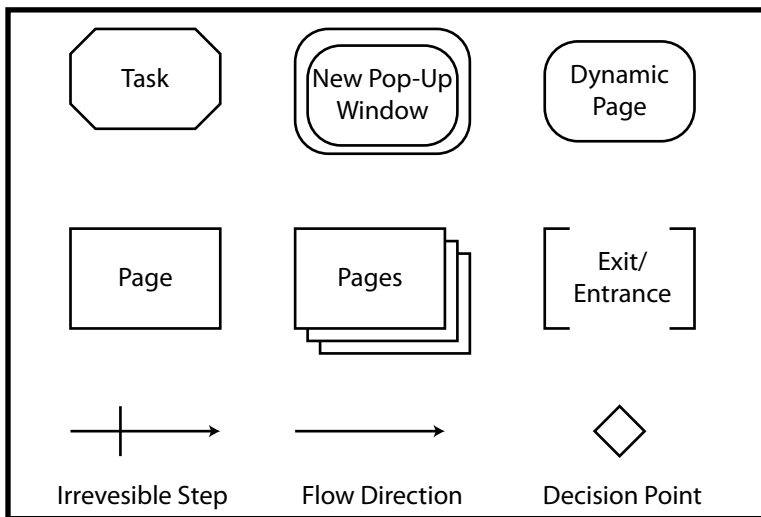 Task
New Pop-Up
Window
Dynamic
Page
Page
Pages
Exit/
Entrance
Irrevesible Step
Flow Direction
Decision Point